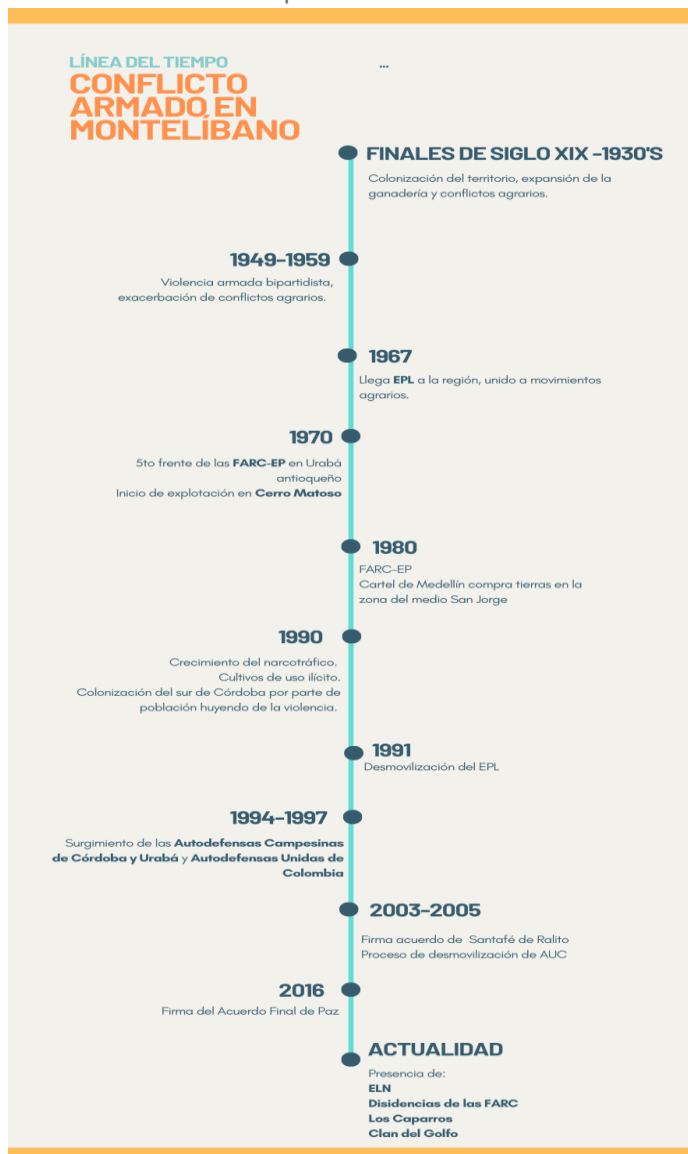 LÍNEA DEL TIEMPO
CONFLICTO
ARMADO EN
MONTELÍBANO
...
FINALES DE SIGLO XIX -1930'S
Colonización del territorio, expansión de la
ganadería y conflictos agrarios.
1949-1959
Violencia armada bipartidista,
exacerbación de conflictos agrarios.
1967
Llega EPL a la región, unido a movimientos
agrarios.
1970
5to frente de las FARC-EP en Urabá
antioqueño
Inicio de explotación en Cerro Matoso
1980
FARC-EP
Cartel de Medellín compra tierras en la
zona del medio San Jorge
1990
Crecimiento del narcotráfico.
Cultivos de uso ilícito.
Colonización del sur de Córdoba por parte de
población huyendo de la violencia.
1991
Desmovilización del EPL
1994-1997
Surgimiento de las Autodefensas Campesinas
de Córdoba y Urabá y Autodefensas Unidas de
Colombia
2003-2005
Firma acuerdo de Santafé de Ralito
Proceso de desmovilización de AUC
2016
Firma del Acuerdo Final de Paz
ACTUALIDAD
Presencia de:
ELN
Disidencias de las FARC
Los Caparros
Clan del Golfo